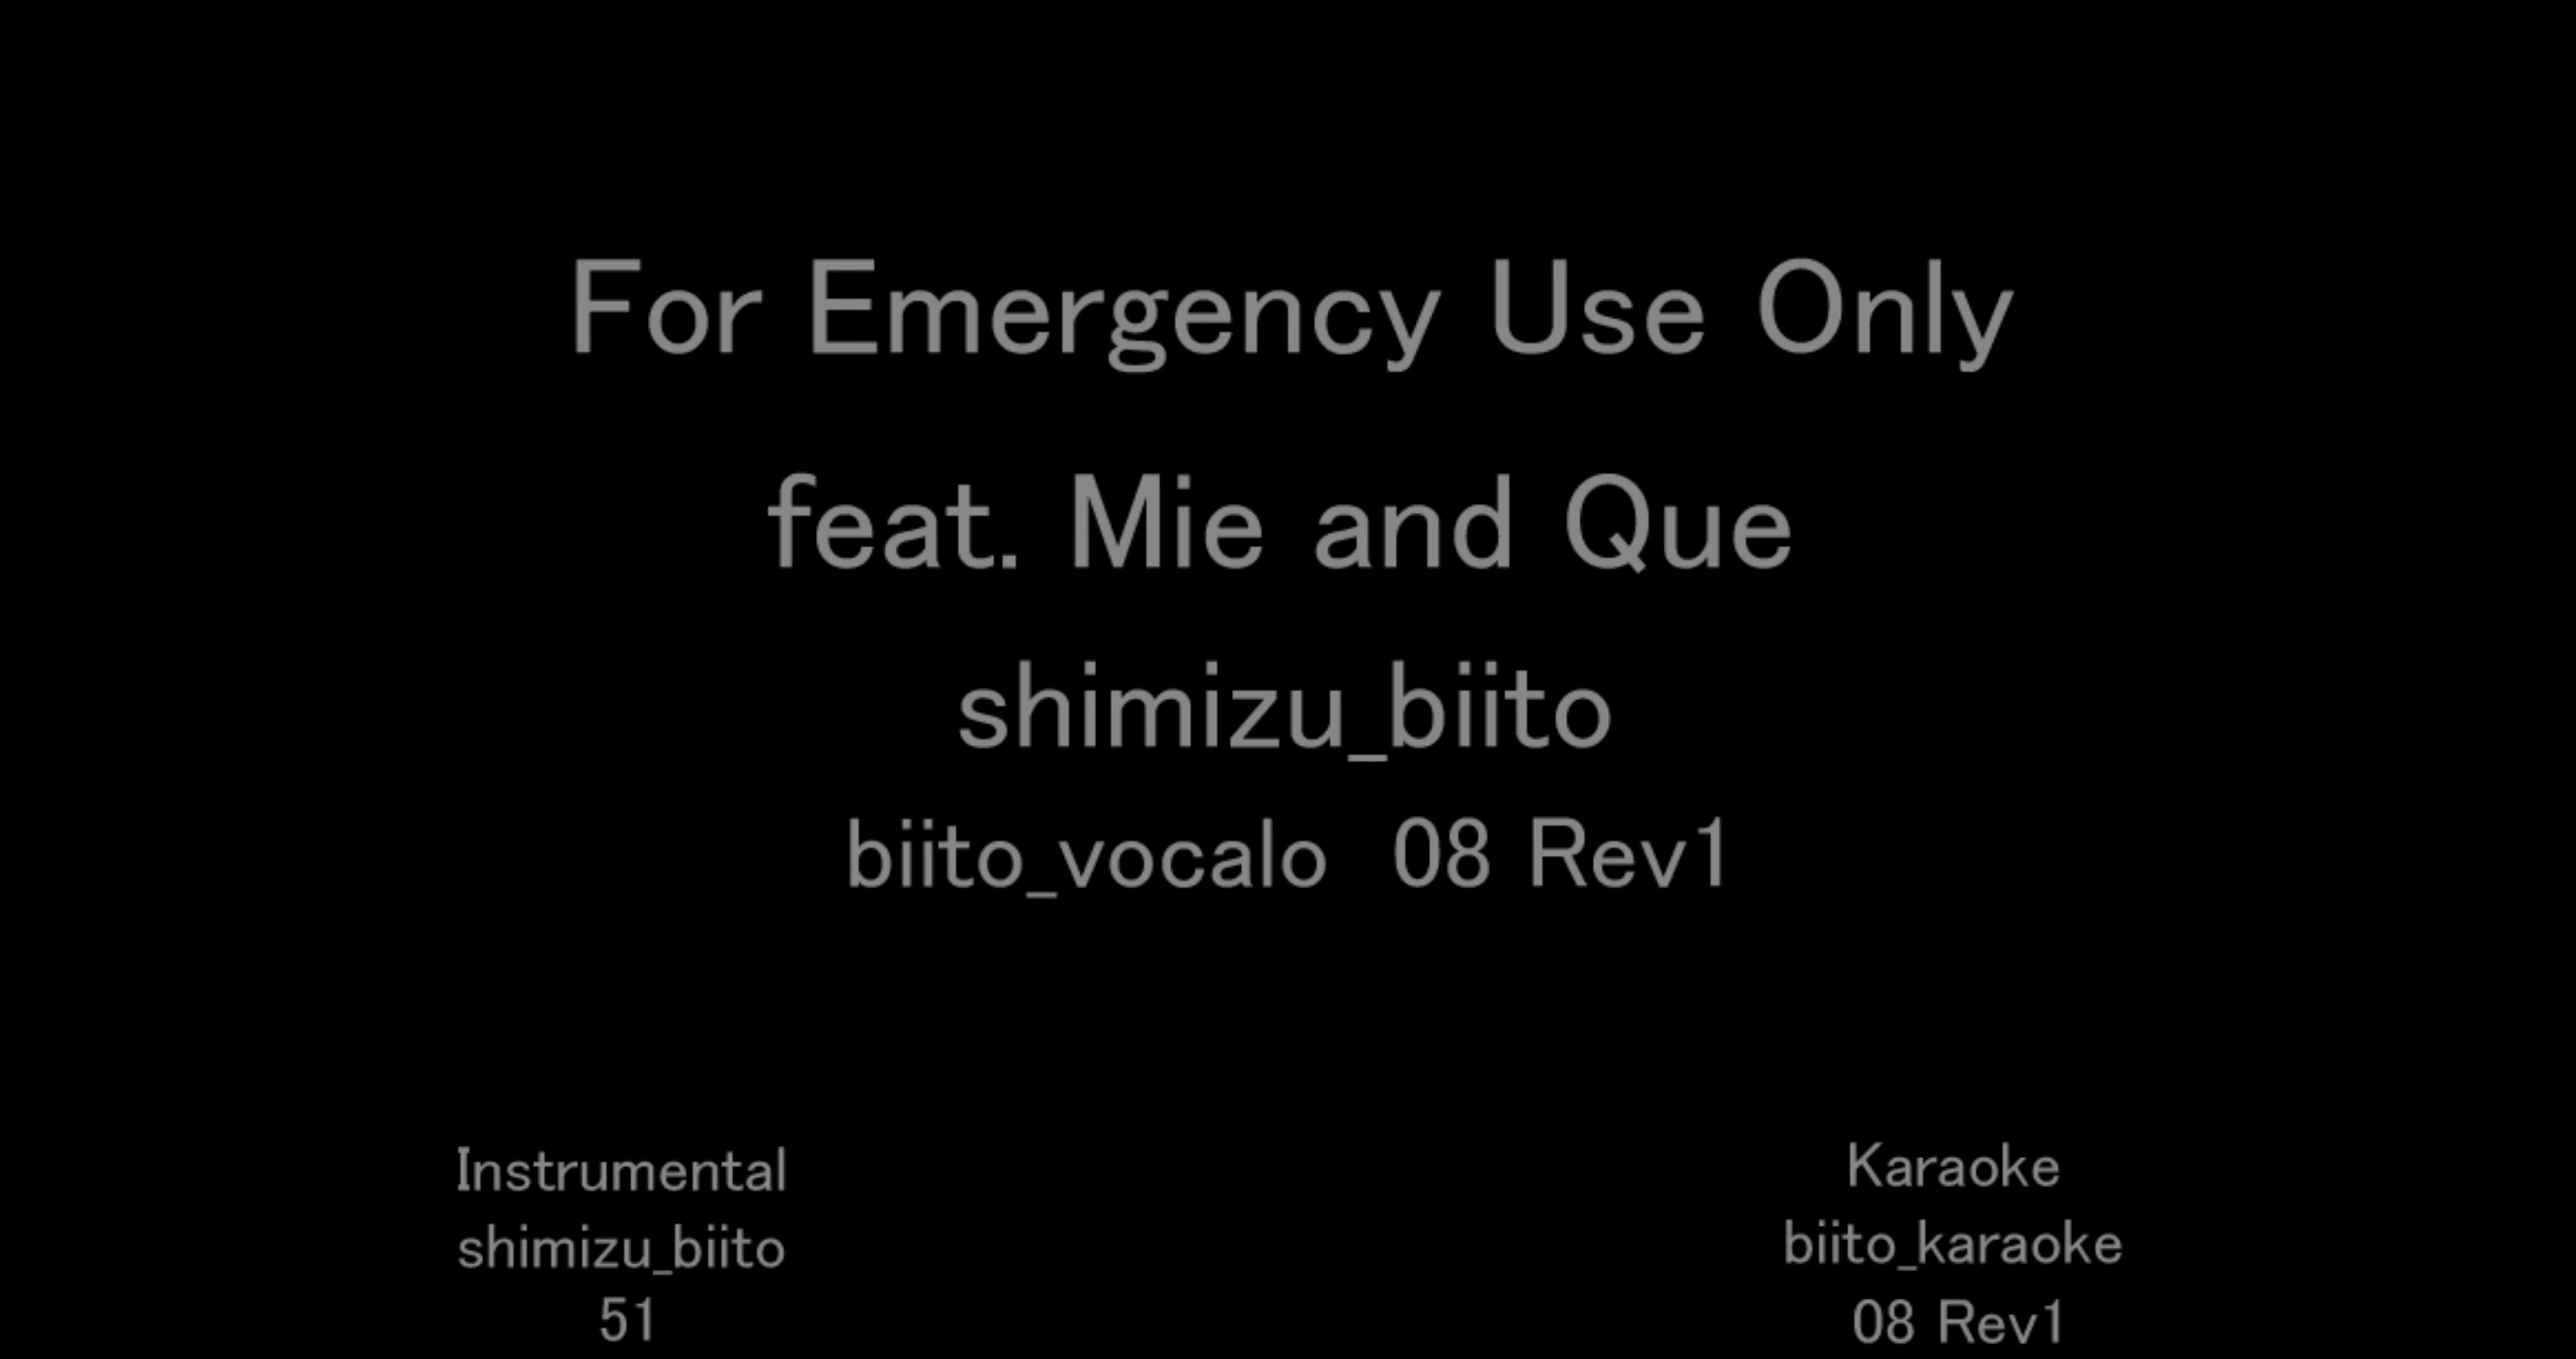 For Emergency Use Only
feat. Mie and Que
shimizu_biito
biito_vocalo 08 Rev1
Instrumental
shimizu_biito
51
Karaoke
biito_karaoke
08 Rev1